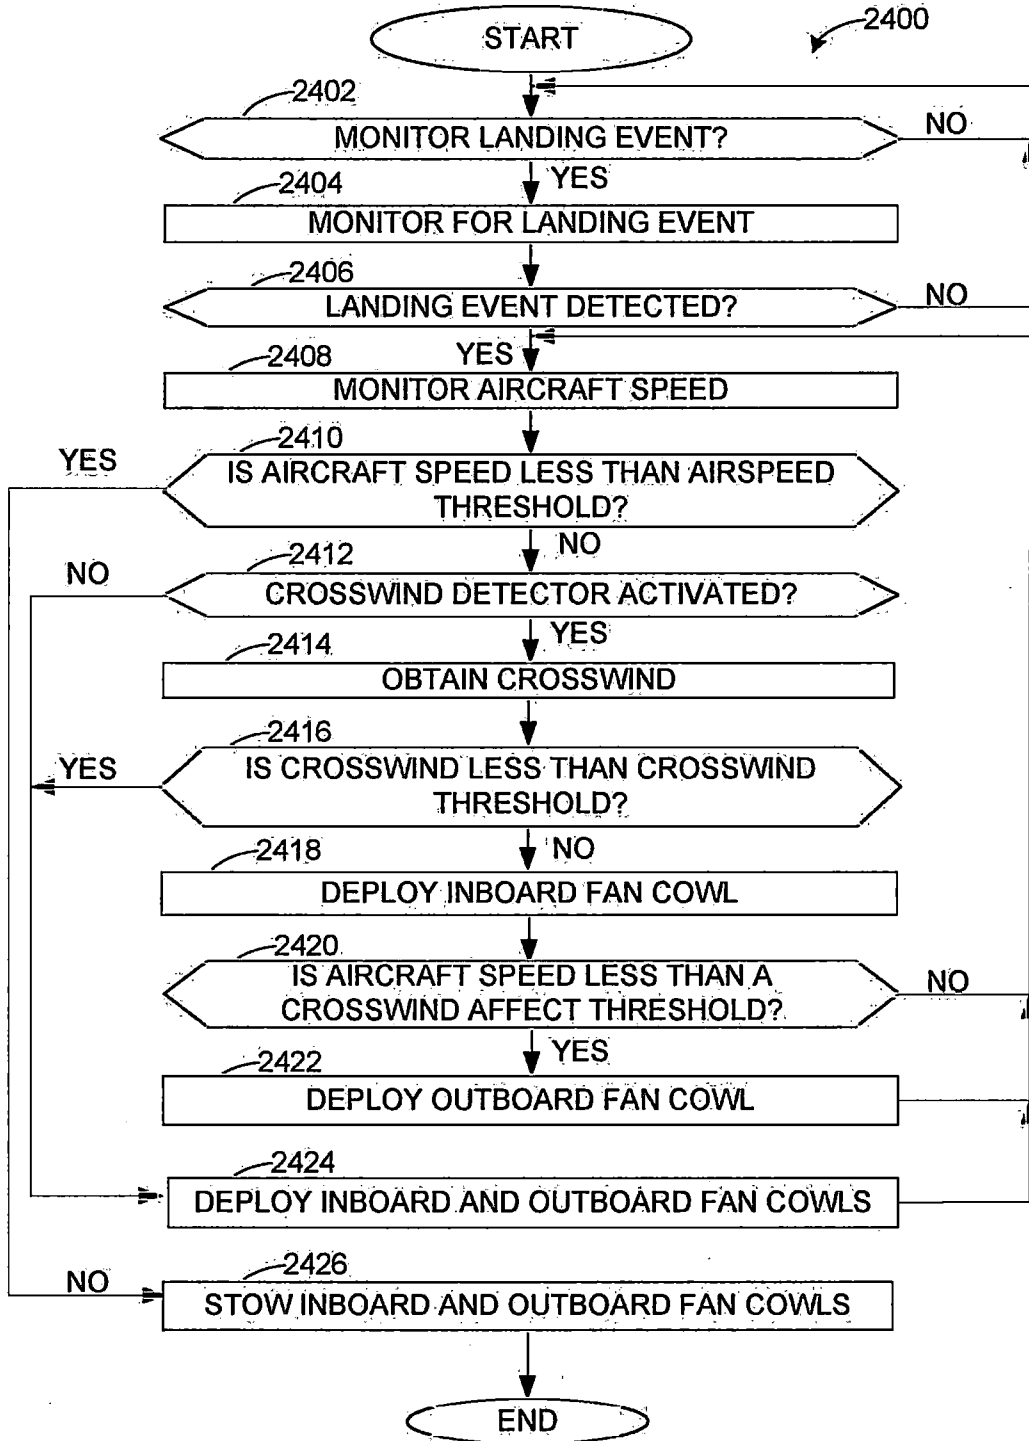 START
2400
2402
MONITOR LANDING EVENT?
NO
YES
2404
MONITOR FOR LANDING EVENT
2406
LANDING EVENT DETECTED?
NO
YES
2408
MONITOR AIRCRAFT SPEED
2410
YES
IS AIRCRAFT SPEED LESS THAN AIRSPEED
THRESHOLD?
NO
2412
NO
CROSSWIND DETECTOR ACTIVATED?
YES
2414
OBTAIN CROSSWIND
2416
YES
IS CROSSWIND LESS THAN CROSSWIND
THRESHOLD?
NO
2418
DEPLOY INBOARD FAN COWL
2420
IS AIRCRAFT SPEED LESS THAN A
CROSSWIND AFFECT THRESHOLD?
NO
YES
2422
DEPLOY OUTBOARD FAN COWL
2424
DEPLOY INBOARD AND OUTBOARD FAN COWLS
2426
NO
STOW INBOARD AND OUTBOARD FAN COWLS
END